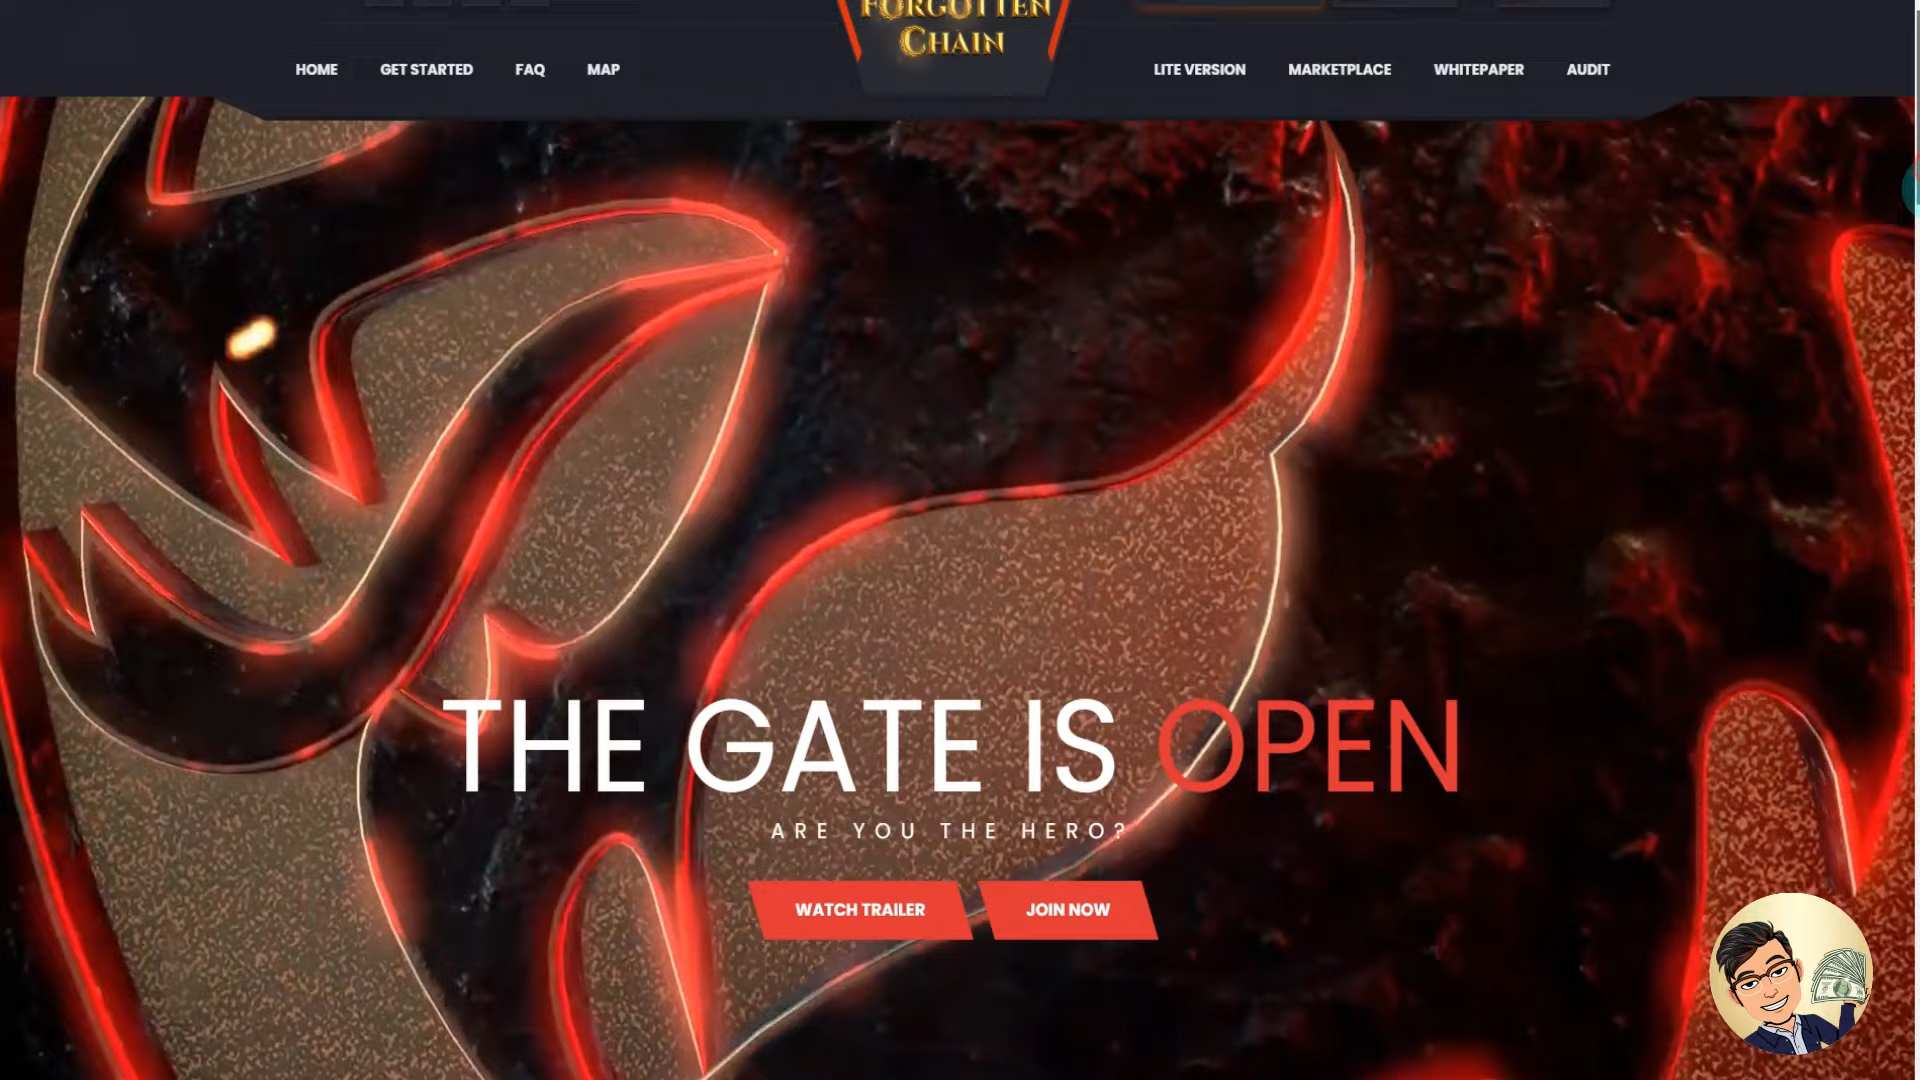 FORGOTTEN
CHAIN
HOME GET STARTED FAQ MAP
LITE VERSION MARKETPLACE WHITEPAPER AUDIT
THE GATE IS OPEN
ARE YOU THE HERO?
WATCH TRAILER JOIN NOW